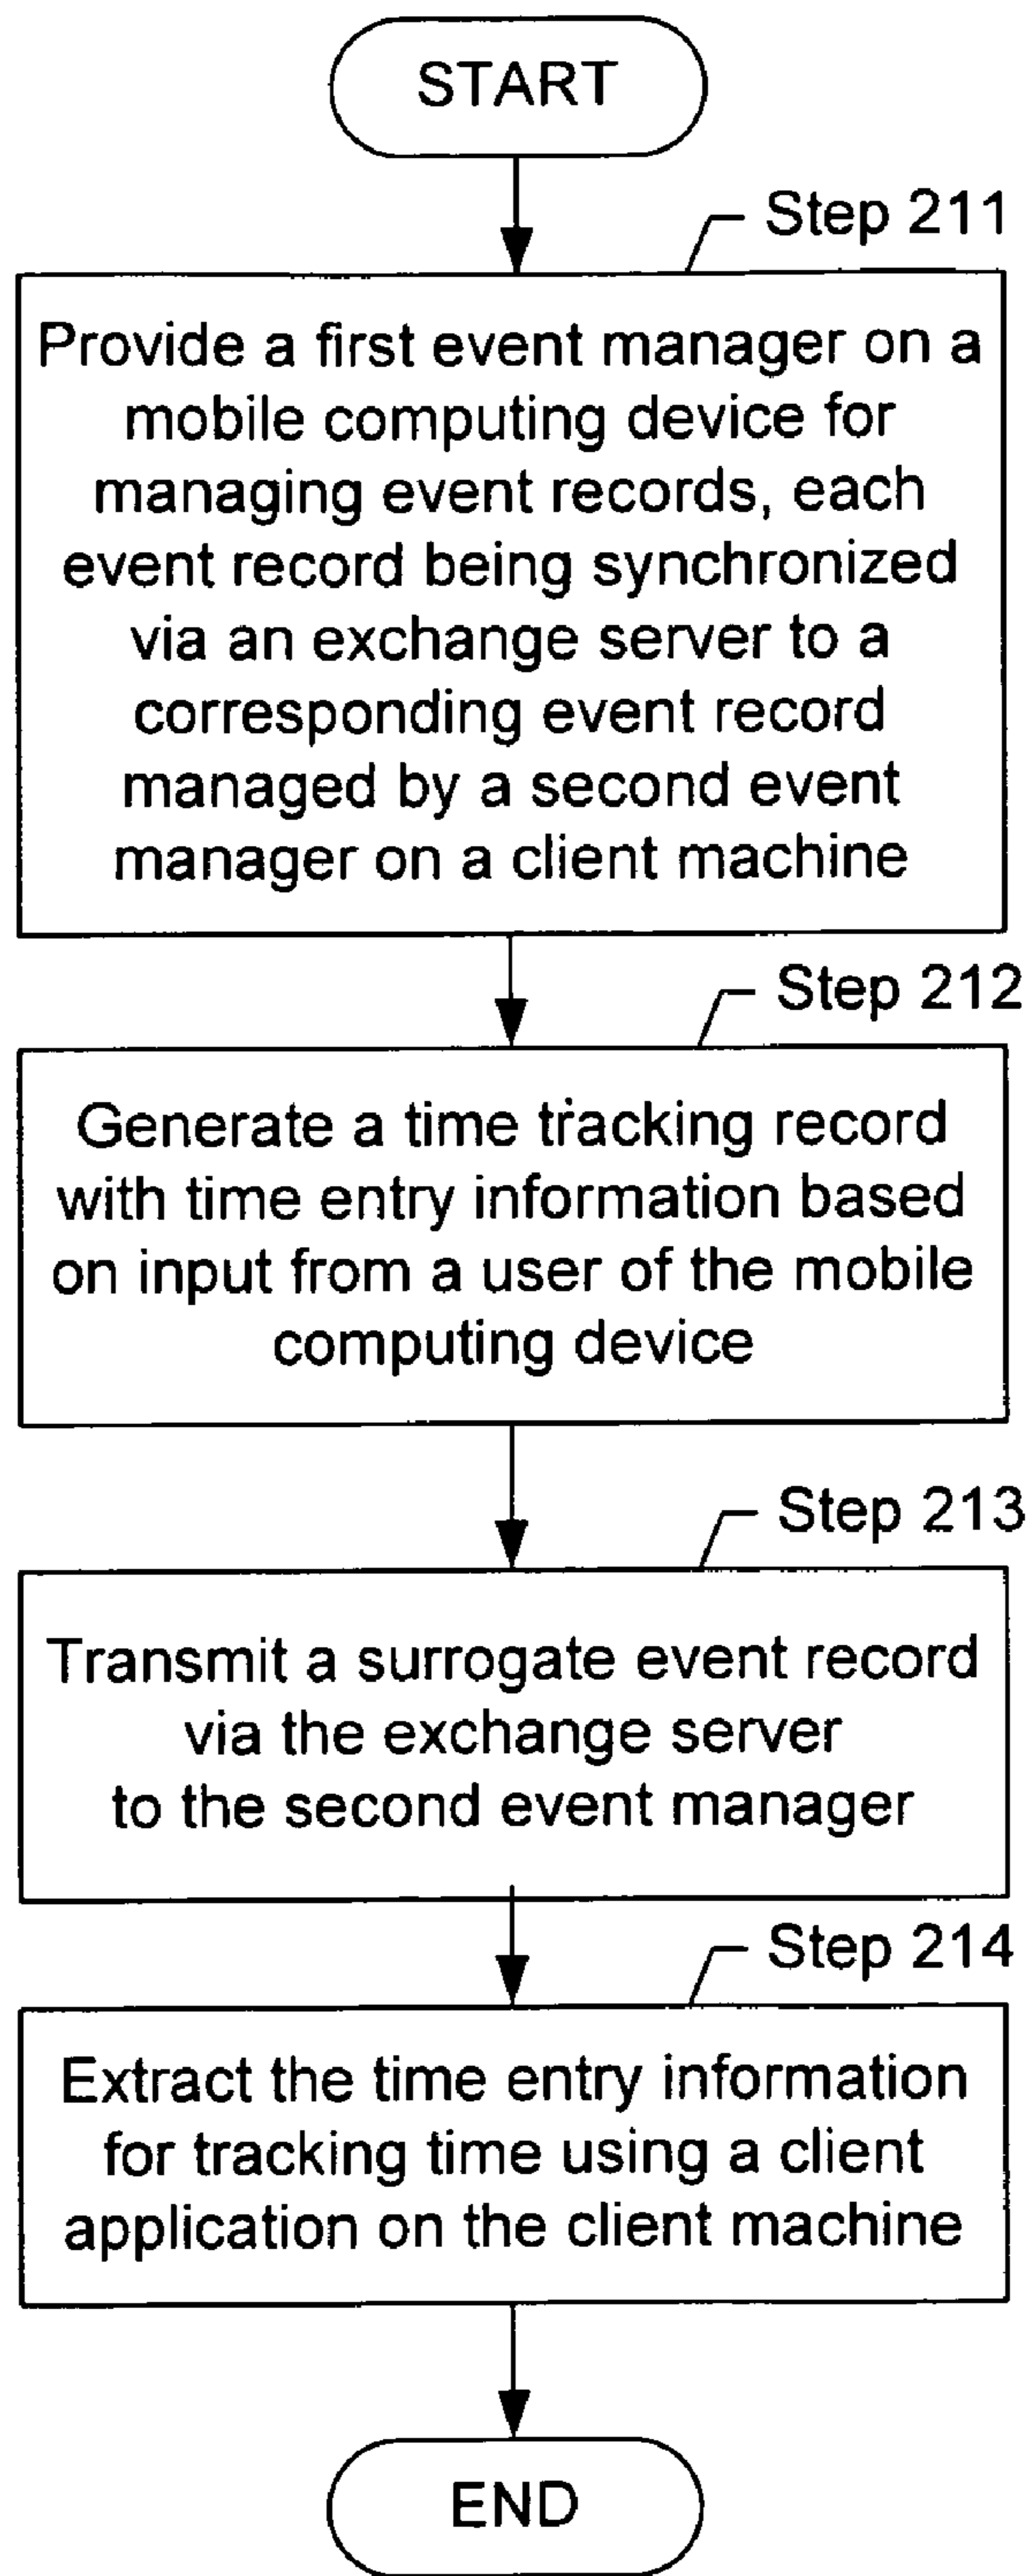 START
Step 211
Provide a first event manager on a
mobile computing device for
managing event records, each
event record being synchronized
via an exchange server to a
corresponding event record
managed by a second event
manager on a client machine
Step 212
Generate a time tracking record
with time entry information based
on input from a user of the mobile
computing device
Step 213
Transmit a surrogate event record
via the exchange server
to the second event manager
Step 214
Extract the time entry information
for tracking time using a client
application on the client machine
END